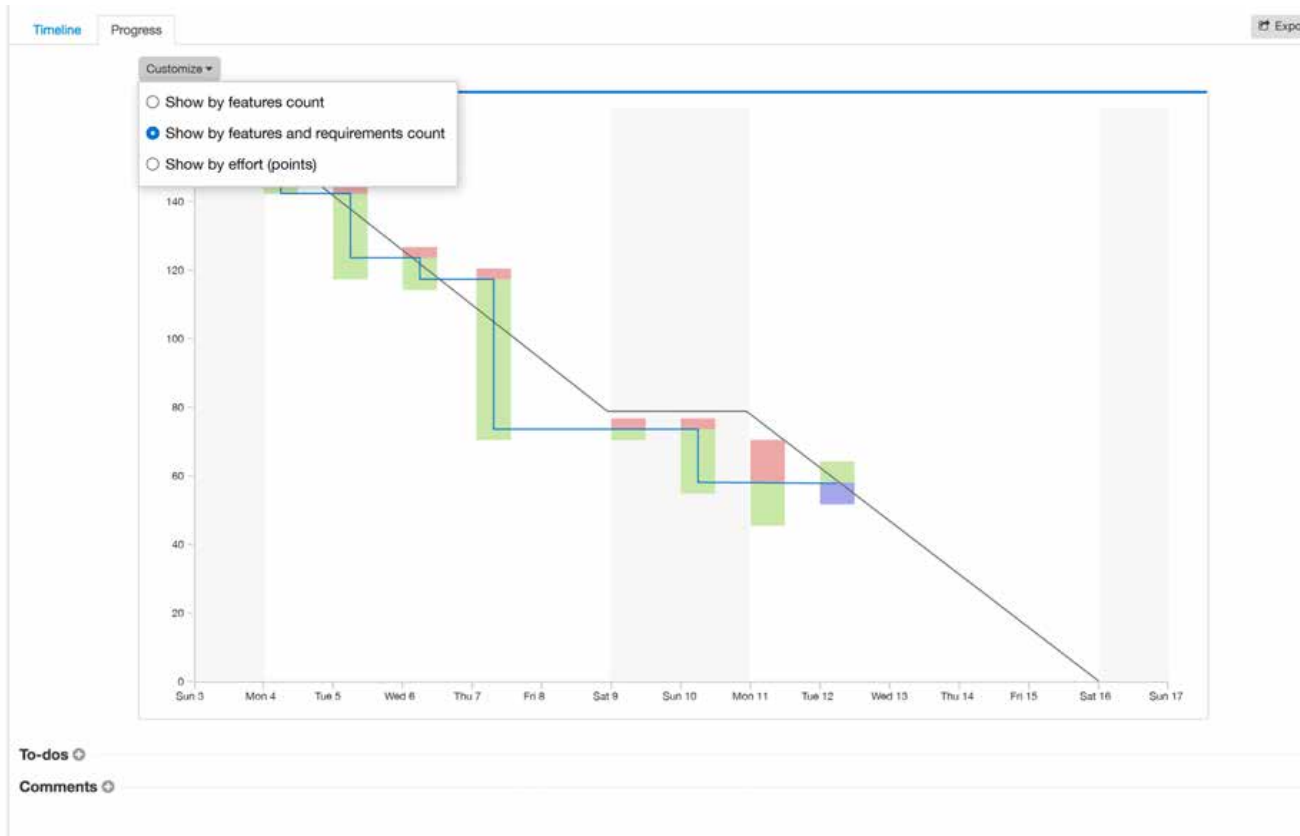 Timeline
Progress
Expo
Customize
Show by features count
Show by features and requirements count
Show by effort (points)
140
120
100
80
60
40
20
0
Sun 3 Mon 4 Tue 5 Wed 6 Thu 7 Fri 8 Sat 9 Sun 10 Mon 11 Tue 12 Wed 13 Thu 14 Fri 15 Sat 16 Sun 17
To-dos
Comments